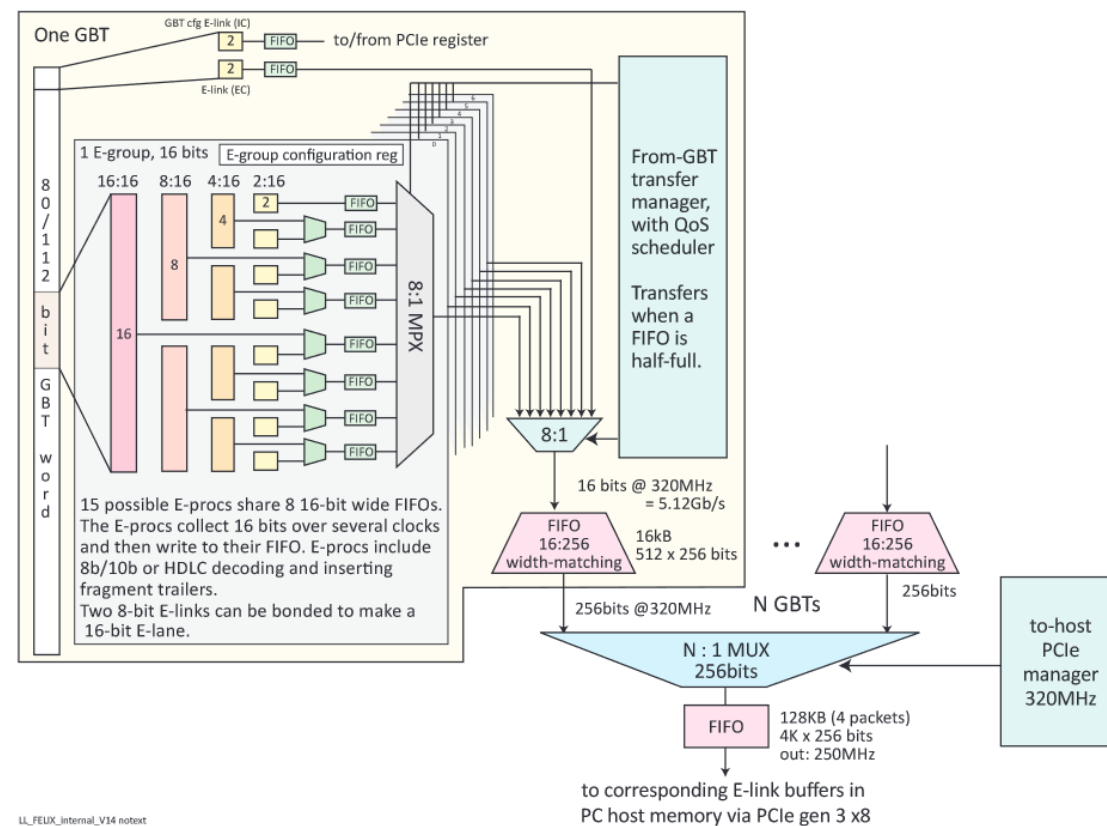 One GBT
GBT cfg E-link (IC)
2
FIFO
to/from PCIe register
2
FIFO
E-link (EC)
80/112 bit GBT word
1 E-group, 16 bits
E-group configuration reg
16:16 8:16 4:16 2:16
16
8
4
2
FIFO
FIFO
FIFO
FIFO
FIFO
FIFO
FIFO
FIFO
8:1 MPX
6
5
4
3
2
1
0
From-GBT
transfer
manager,
with QoS
scheduler
Transfers
when a
FIFO is
half-full.
8:1
15 possible E-procs share 8 16-bit wide FIFOs.
The E-procs collect 16 bits over several clocks
and then write to their FIFO. E-procs include
8b/10b or HDLC decoding and inserting
fragment trailers.
Two 8-bit E-links can be bonded to make a
16-bit E-lane.
16 bits @ 320MHz
= 5.12Gb/s
FIFO
16:256
width-matching
16kB
512 x 256 bits
...
FIFO
16:256
width-matching
256bits @320MHz
N GBTs
256bits
N : 1 MUX
256bits
to-host
PCIe
manager
320MHz
FIFO
128KB (4 packets)
4K x 256 bits
out: 250MHz
to corresponding E-link buffers in
PC host memory via PCIe gen 3 x8
LL_FELIX_internal_V14 notext